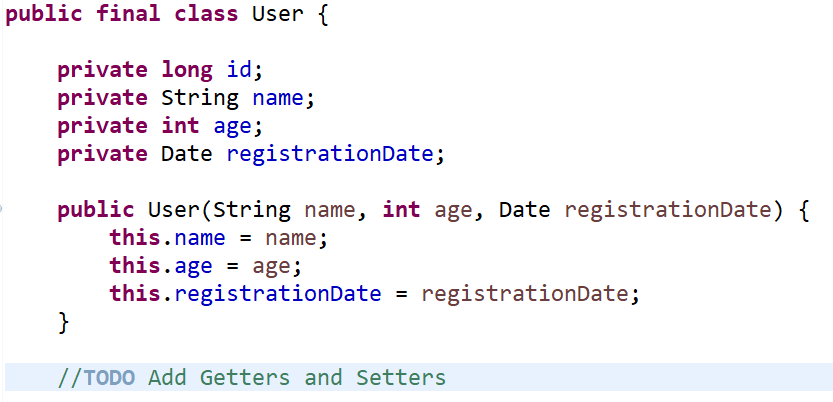 public final class User {
private long id;
private String name;
private int age;
private Date registrationDate;
public User(String name, int age, Date registrationDate) {
this.name = name;
this.age = age;
this.registrationDate = registrationDate;
}
//TODO Add Getters and Setters